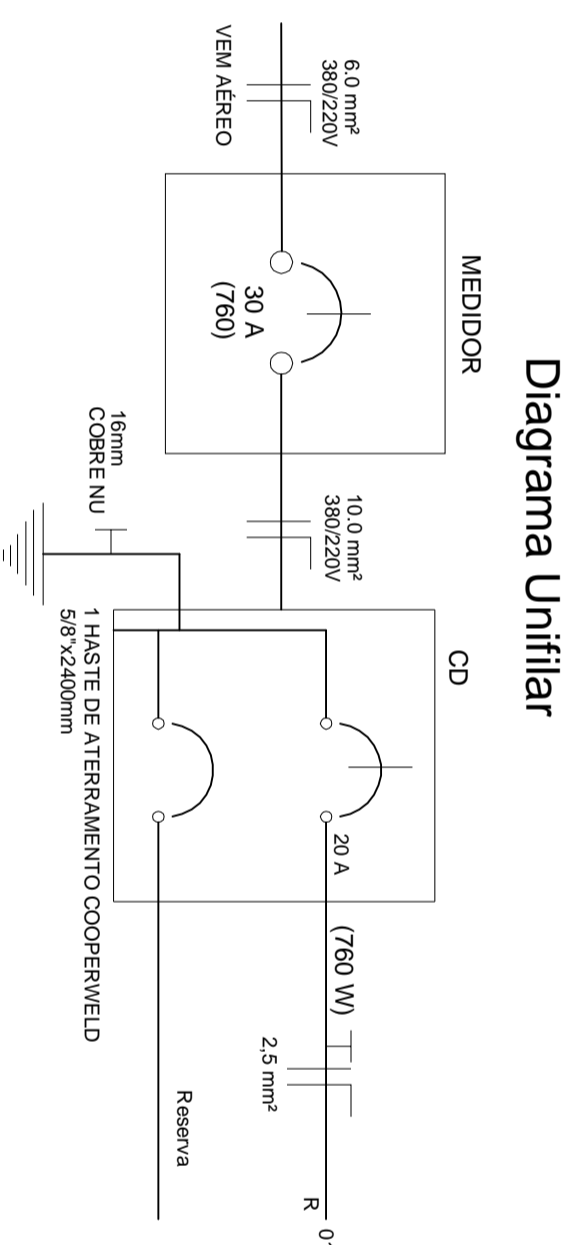 Diagrama Unifilar
MEDIDOR
6.0 mm²
380/220V
VEM AÉREO
30 A
(760)
10.0 mm²
380/220V
16mm
COBRE NU
1 HASTE DE ATERRAMENTO COOPERWELD
5/8"x2400mm
CD
20 A
(760 W)
2,5 mm²
R
Reserva